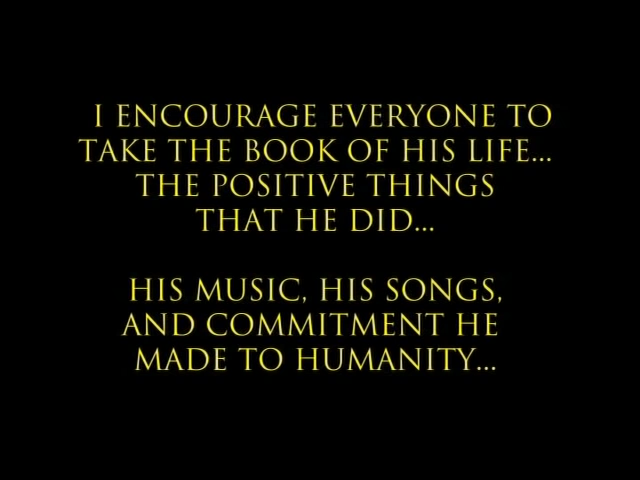 I ENCOURAGE EVERYONE TO
TAKE THE BOOK OF HIS LIFE...
THE POSITIVE THINGS
THAT HE DID...
HIS MUSIC, HIS SONGS,
AND COMMITMENT HE
MADE TO HUMANITY...